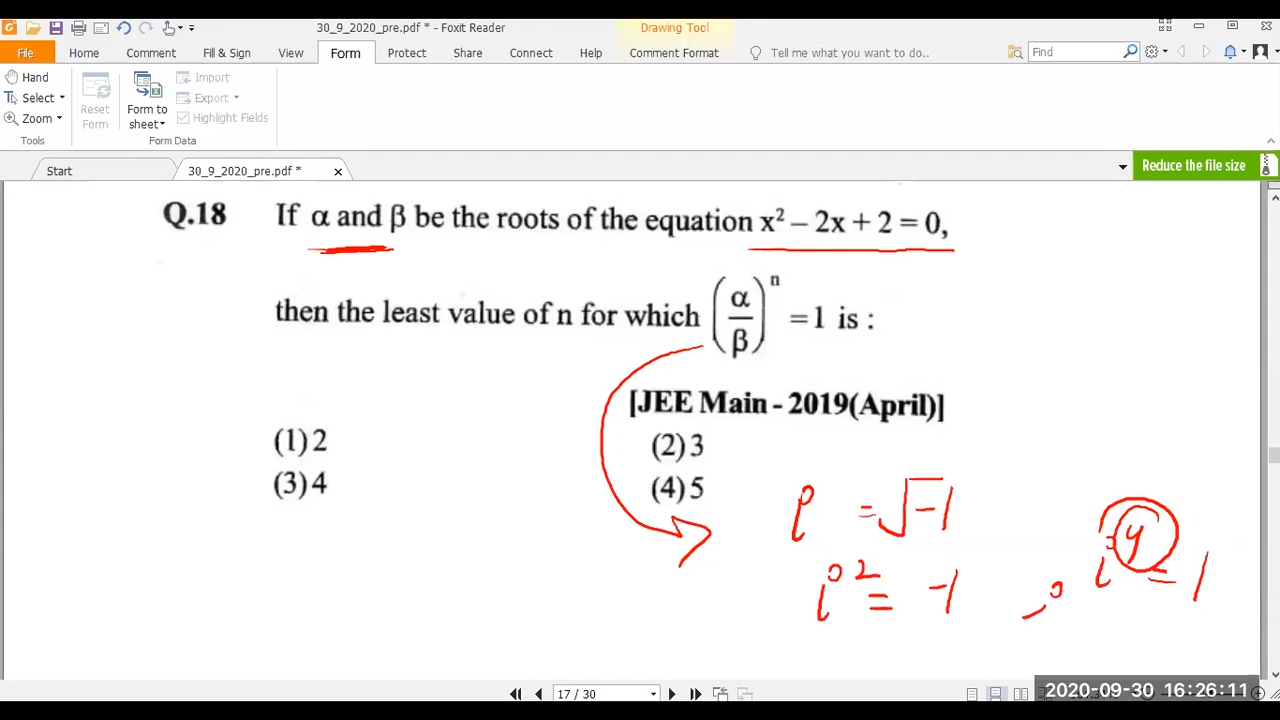 30_9_2020_pre.pdf * - Foxit Reader
Drawing Tool
File Home Comment Fill & Sign View Form Protect Share Connect Help Comment Format Tell me what you want to do.. Find
Hand
Select
Zoom
Tools
Reset Form
Form to sheet
Import
Export
Highlight Fields
Form Data
Start
30_9_2020_pre.pdf *
Reduce the file size
Q.18 If α and β be the roots of the equation x² – 2x + 2 = 0,
then the least value of n for which (α/β)ⁿ = 1 is :
[JEE Main - 2019(April)]
(1) 2 (2) 3
(3) 4 (4) 5
i = √-1
i² = -1 , i⁴ = 1
17 / 30
2020-09-30 16:26:11